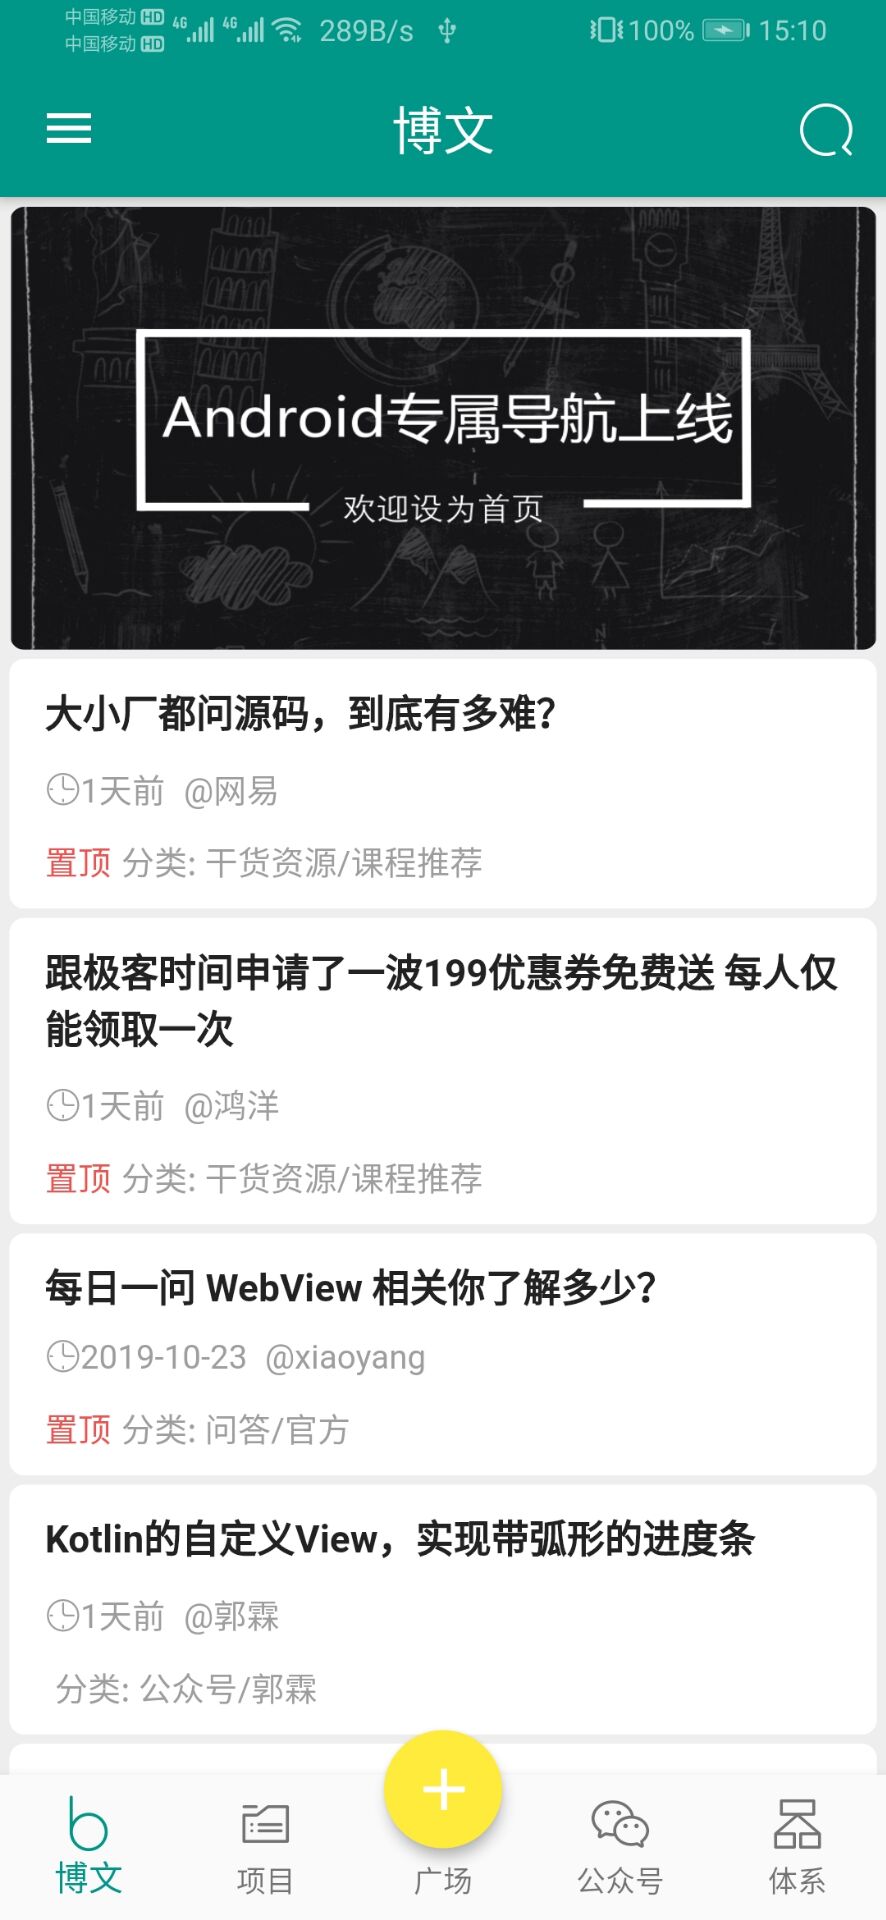 中国移动 HD 4G 4G 289B/s 100% 15:10
中国移动 HD
博文
Android专属导航上线
欢迎设为首页
大小厂都问源码，到底有多难？
1天前 @网易
置顶 分类: 干货资源/课程推荐
跟极客时间申请了一波199优惠券免费送 每人仅
能领取一次
1天前 @鸿洋
置顶 分类: 干货资源/课程推荐
每日一问 WebView 相关你了解多少？
2019-10-23 @xiaoyang
置顶 分类: 问答/官方
Kotlin的自定义View，实现带弧形的进度条
1天前 @郭霖
分类: 公众号/郭霖
博文 项目 广场 公众号 体系